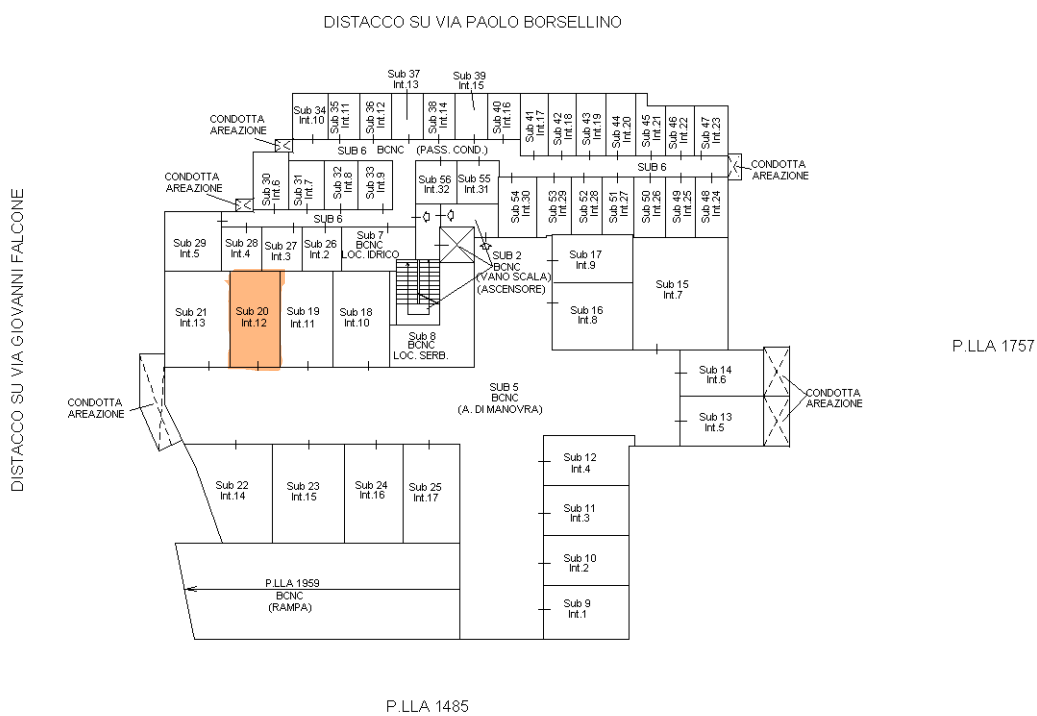 DISTACCO SU VIA PAOLO BORSELLINO
Sub 37
Int.13
Sub 39
Int.15
Sub 34
Int.10
Sub 35
Int.11
Sub 36
Int.12
Sub 38
Int.14
Sub 40
Int.16
Sub 41
Int.17
Sub 42
Int.18
Sub 43
Int.19
Sub 44
Int.20
Sub 45
Int.21
Sub 46
Int.22
Sub 47
Int.23
CONDOTTA
AREAZIONE
SUB 6 BCNC (PASS. COND.)
SUB 6
CONDOTTA
AREAZIONE
CONDOTTA
AREAZIONE
Sub 30
Int.6
Sub 31
Int.7
Sub 32
Int.8
Sub 33
Int.9
Sub 56
Int.32
Sub 55
Int.31
Sub 54
Int.30
Sub 53
Int.29
Sub 52
Int.28
Sub 51
Int.27
Sub 50
Int.26
Sub 49
Int.25
Sub 48
Int.24
SUB 6
Sub 29
Int.5
Sub 28
Int.4
Sub 27
Int.3
Sub 26
Int.2
Sub 7
BCNC
LOC. IDRICO
SUB 2
BCNC
(VANO SCALA)
(ASCENSORE)
Sub 17
Int.9
Sub 15
Int.7
Sub 16
Int.8
Sub 21
Int.13
Sub 20
Int.12
Sub 19
Int.11
Sub 18
Int.10
Sub 8
BCNC
LOC. SERB.
DISTACCO SU VIA GIOVANNI FALCONE
P.LLA 1757
Sub 14
Int.6
CONDOTTA
AREAZIONE
CONDOTTA
AREAZIONE
SUB 5
BCNC
(A. DI MANOVRA)
Sub 13
Int.5
Sub 12
Int.4
Sub 22
Int.14
Sub 23
Int.15
Sub 24
Int.16
Sub 25
Int.17
Sub 11
Int.3
Sub 10
Int.2
P.LLA 1959
BCNC
(RAMPA)
Sub 9
Int.1
P.LLA 1485